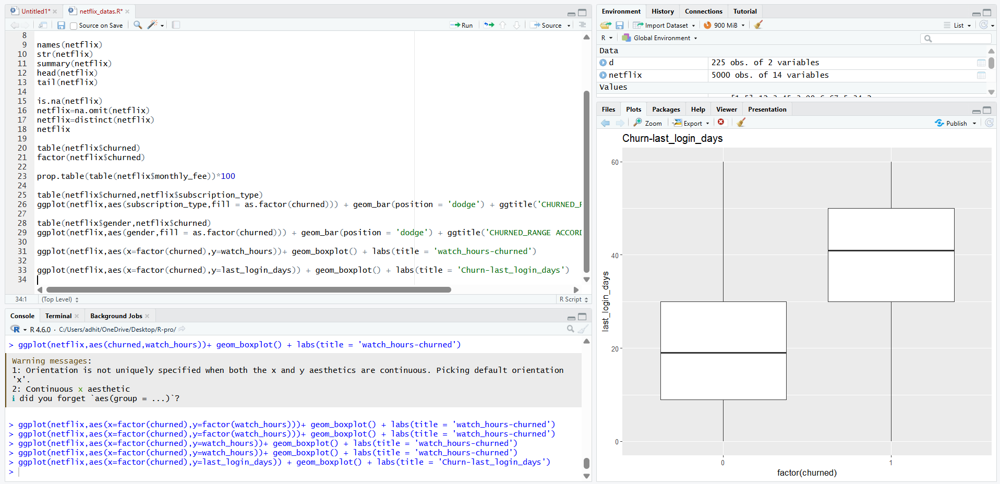 Untitled1*
netflix_datas.R*
Source on Save
Run
Source
8
9 names(netflix)
10 str(netflix)
11 summary(netflix)
12 head(netflix)
13 tail(netflix)
14
15 is.na(netflix)
16 netflix=na.omit(netflix)
17 netflix=distinct(netflix)
18 netflix
19
20 table(netflix$churned)
21 factor(netflix$churned)
22
23 prop.table(table(netflix$monthly_fee))*100
24
25 table(netflix$churned,netflix$subscription_type)
26 ggplot(netflix,aes(subscription_type,fill = as.factor(churned))) + geom_bar(position = 'dodge') + ggtitle('CHURNED_
27
28 table(netflix$gender,netflix$churned)
29 ggplot(netflix,aes(gender,fill = as.factor(churned))) + geom_bar(position = 'dodge') + ggtitle('CHURNED_RANGE ACCORD
30
31 ggplot(netflix,aes(x=factor(churned),y=watch_hours))+ geom_boxplot() + labs(title = 'watch_hours-churned')
32
33 ggplot(netflix,aes(x=factor(churned),y=last_login_days)) + geom_boxplot() + labs(title = 'Churn-last_login_days')
34
34:1 (Top Level) R Script
Console Terminal Background Jobs
R 4.6.0 · C:/Users/adhit/OneDrive/Desktop/R-pro/
> ggplot(netflix,aes(churned,watch_hours))+ geom_boxplot() + labs(title = 'watch_hours-churned')
Warning messages:
1: Orientation is not uniquely specified when both the x and y aesthetics are continuous. Picking default orientation
'x'.
2: Continuous x aesthetic
ℹ did you forget `aes(group = ...)`?
> ggplot(netflix,aes(x=factor(churned),y=factor(watch_hours)))+ geom_boxplot() + labs(title = 'watch_hours-churned')
> ggplot(netflix,aes(x=factor(churned),y=factor(watch_hours)))+ geom_boxplot() + labs(title = 'watch_hours-churned')
> ggplot(netflix,aes(x=factor(churned),y=watch_hours))+ geom_boxplot() + labs(title = 'watch_hours-churned')
> ggplot(netflix,aes(x=factor(churned),y=watch_hours))+ geom_boxplot() + labs(title = 'watch_hours-churned')
> ggplot(netflix,aes(x=factor(churned),y=last_login_days)) + geom_boxplot() + labs(title = 'Churn-last_login_days')
>
Environment History Connections Tutorial
Import Dataset 900 MiB List
R Global Environment
Data
d 225 obs. of 2 variables
netflix 5000 obs. of 14 variables
Values
Files Plots Packages Help Viewer Presentation
Zoom Export Publish
Churn-last_login_days
60
40
20
0
last_login_days
0 1
factor(churned)